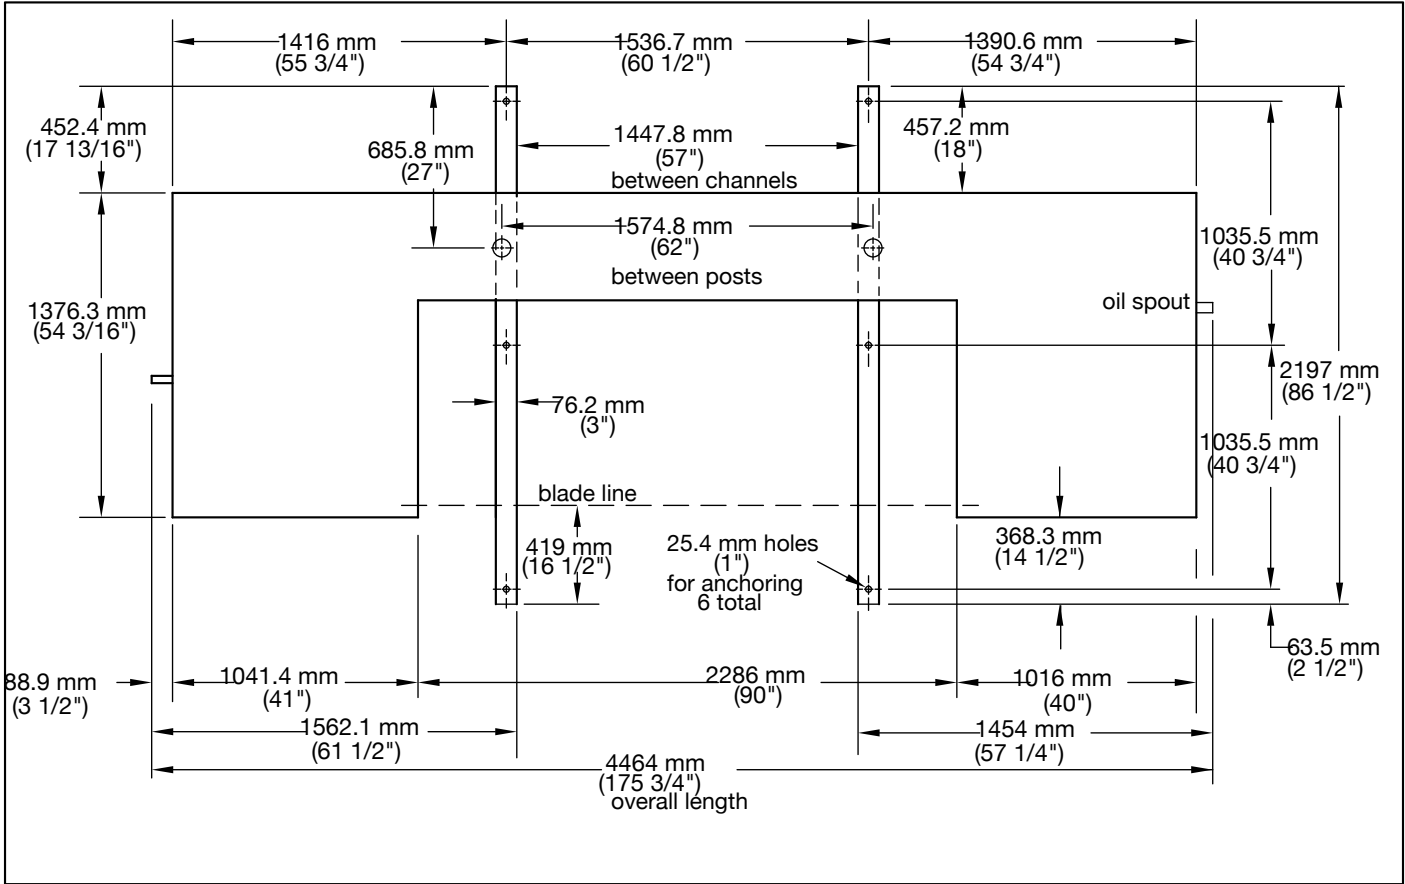 1416 mm
(55 3/4")
1536.7 mm
(60 1/2")
1390.6 mm
(54 3/4")
452.4 mm
(17 13/16")
685.8 mm
(27")
1447.8 mm
(57")
between channels
457.2 mm
(18")
1574.8 mm
(62")
between posts
1035.5 mm
(40 3/4")
1376.3 mm
(54 3/16")
oil spout
2197 mm
(86 1/2")
76.2 mm
(3")
1035.5 mm
(40 3/4")
blade line
419 mm
(16 1/2")
25.4 mm holes
(1")
for anchoring
6 total
368.3 mm
(14 1/2")
63.5 mm
(2 1/2")
88.9 mm
(3 1/2")
1041.4 mm
(41")
2286 mm
(90")
1016 mm
(40")
1562.1 mm
(61 1/2")
1454 mm
(57 1/4")
4464 mm
(175 3/4")
overall length